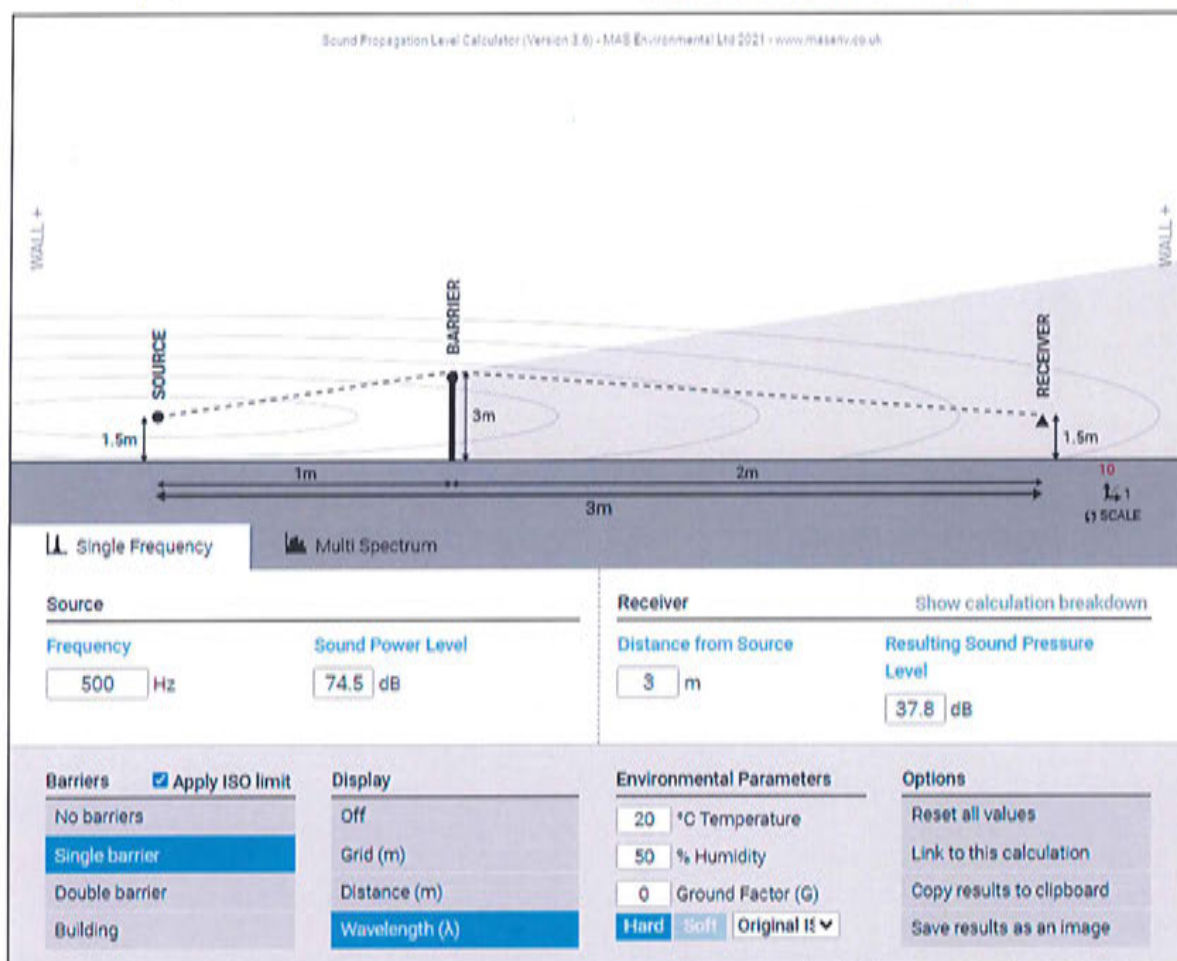 Sound Propagation Level Calculator (Version 3.6) - MAS Environmental Ltd 2021 - www.masenv.co.uk
WALL +
WALL +
SOURCE
BARRIER
RECEIVER
1.5m
3m
1.5m
1m
2m
10
3m
1
SCALE
Single Frequency
Multi Spectrum
Source
Frequency
Sound Power Level
500 Hz
74.5 dB
Receiver
Show calculation breakdown
Distance from Source
Resulting Sound Pressure
Level
3 m
37.8 dB
Barriers
Apply ISO limit
No barriers
Single barrier
Double barrier
Building
Display
Off
Grid (m)
Distance (m)
Wavelength (λ)
Environmental Parameters
20 °C Temperature
50 % Humidity
0 Ground Factor (G)
Hard Soft Original IS
Options
Reset all values
Link to this calculation
Copy results to clipboard
Save results as an image